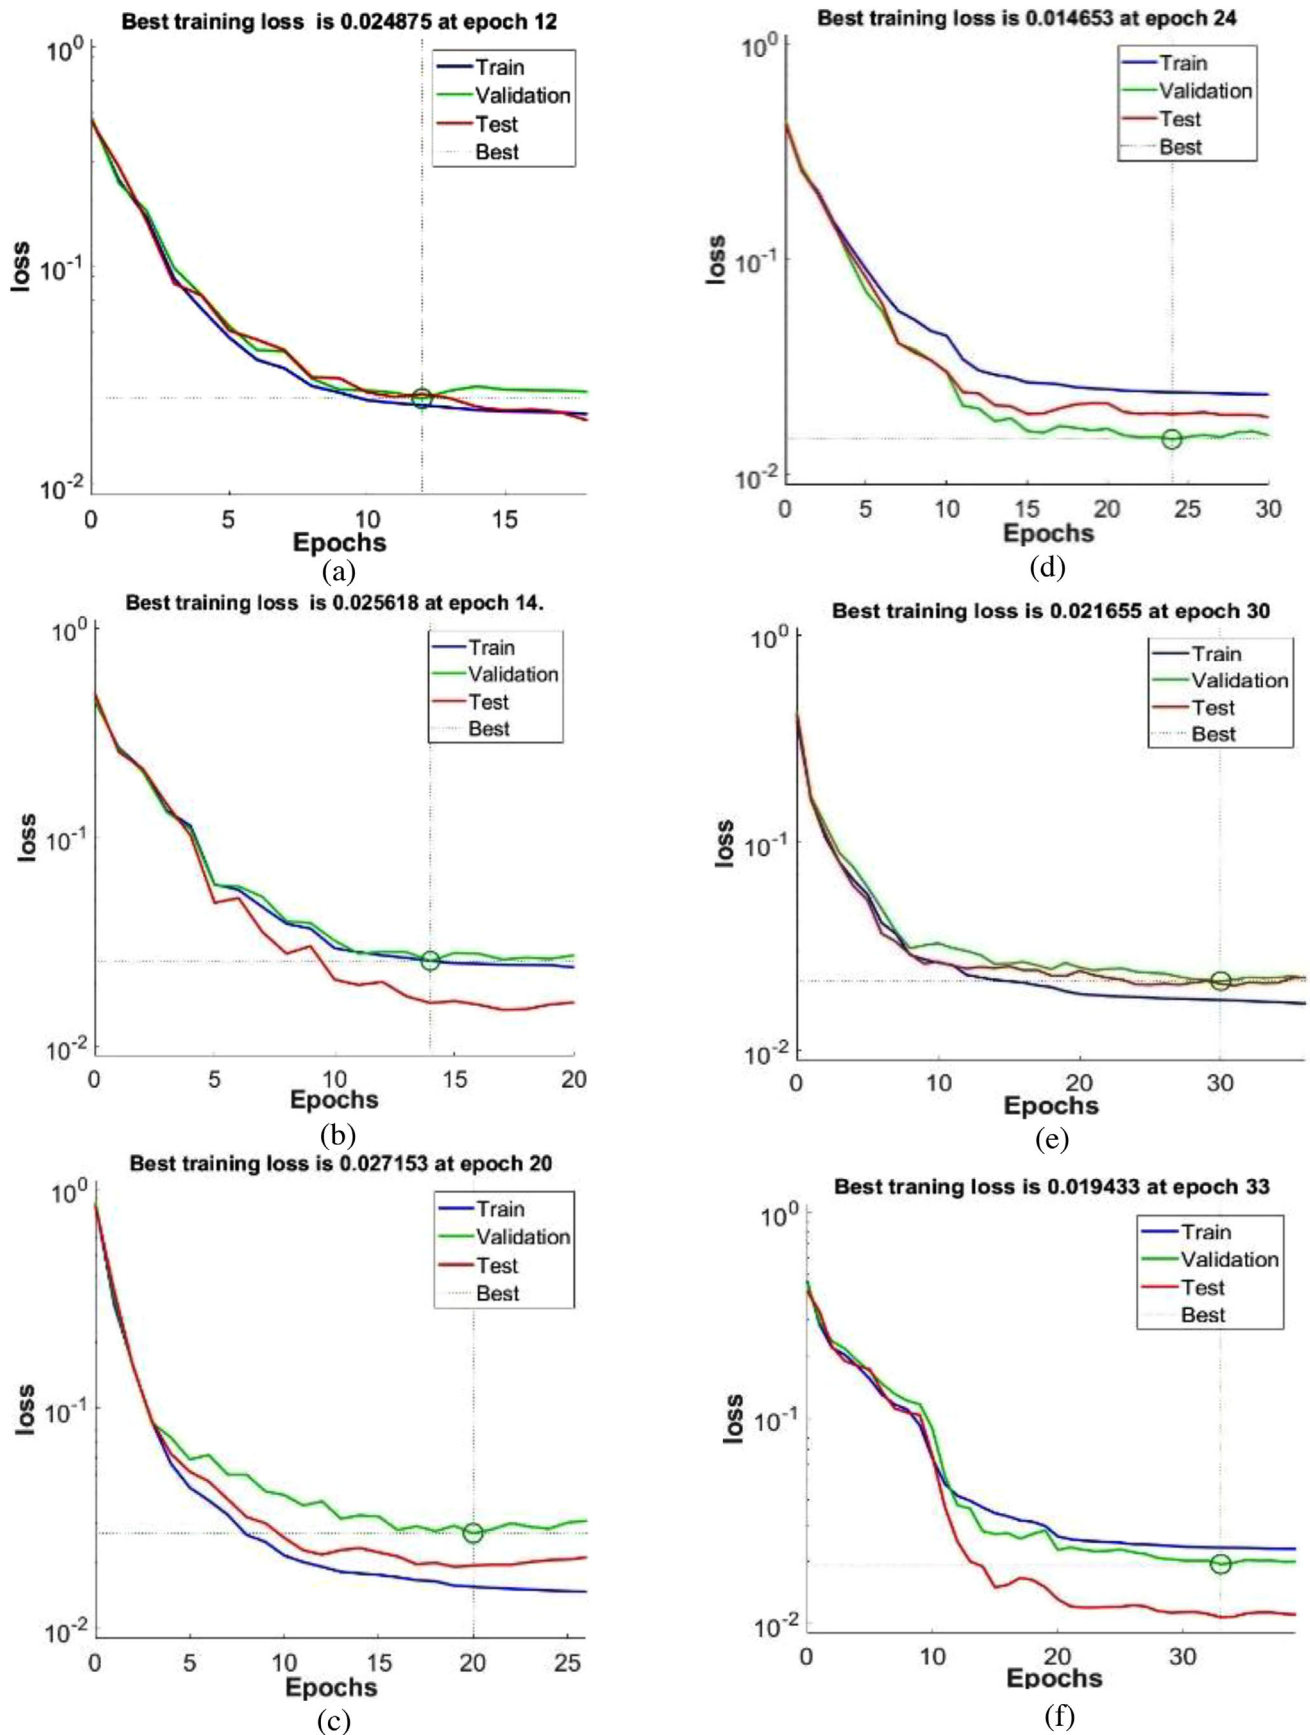 Best training loss is 0.024875 at epoch 12
10^0
10^-1
10^-2
loss
Train
Validation
Test
Best
0 5 10 15
Epochs
(a)
Best training loss is 0.025618 at epoch 14.
10^0
10^-1
10^-2
loss
Train
Validation
Test
Best
0 5 10 15 20
Epochs
(b)
Best training loss is 0.027153 at epoch 20
10^0
10^-1
10^-2
loss
Train
Validation
Test
Best
0 5 10 15 20 25
Epochs
(c)
Best training loss is 0.014653 at epoch 24
10^0
10^-1
10^-2
loss
Train
Validation
Test
Best
0 5 10 15 20 25 30
Epochs
(d)
Best training loss is 0.021655 at epoch 30
10^0
10^-1
10^-2
loss
Train
Validation
Test
Best
0 10 20 30
Epochs
(e)
Best traning loss is 0.019433 at epoch 33
10^0
10^-1
10^-2
loss
Train
Validation
Test
Best
0 10 20 30
Epochs
(f)